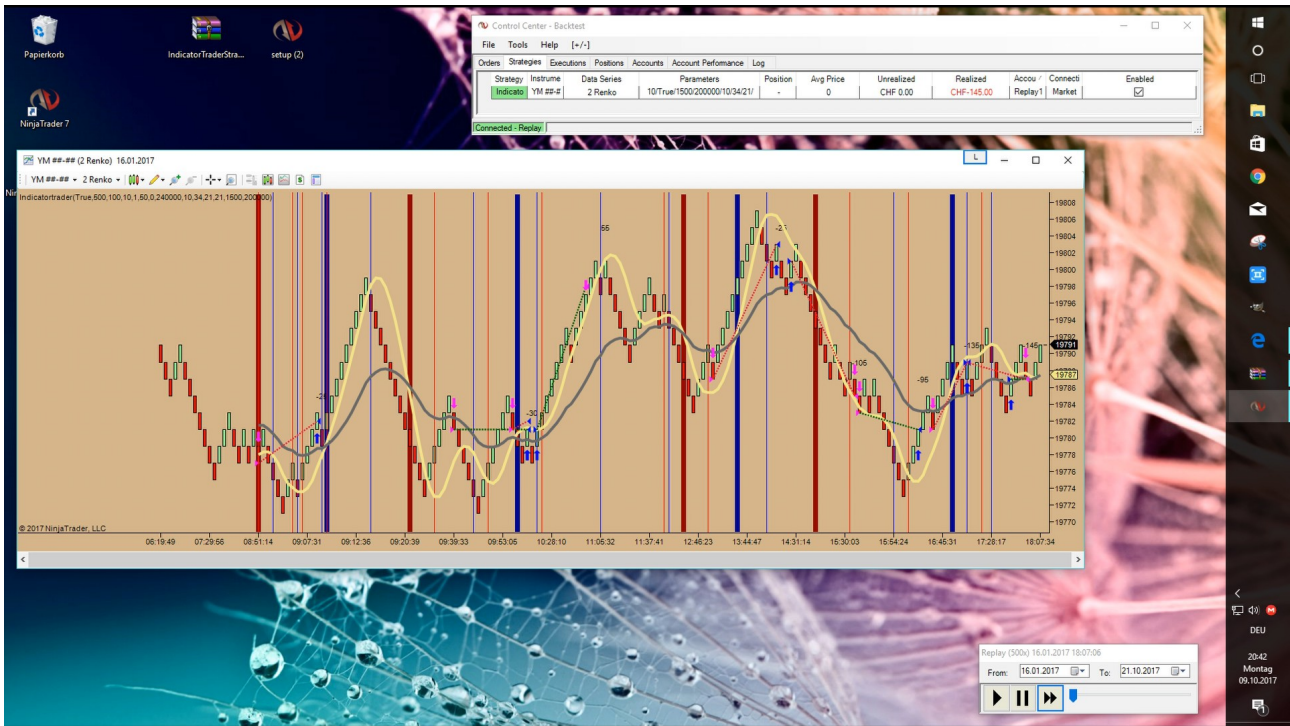 Papierkorb
IndicatorTraderStra...
setup (2)
NinjaTrader 7
Control Center - Backtest
File Tools Help [+/-]
Orders Strategies Executions Positions Accounts Account Perfomance Log
Strategy Instrume Data Series Parameters Position Avg Price Unrealized Realized Accou Connecti Enabled
Indicato YM ##-# 2 Renko 10/True/1500/200000/10/34/21/ - 0 CHF 0.00 CHF-145.00 Replay1 Market
Connected - Replay
YM ##-## (2 Renko) 16.01.2017
L
YM ##-## 2 Renko
Indicatortrader(True,500,100,10,1,50,0,240000,10,34,21,21,1500,200000)
65
-30
-105
-95
-135
-145
19808
19806
19804
19802
19800
19798
19796
19794
19792
19791
19790
19787
19786
19784
19782
19780
19778
19776
19774
19772
19770
© 2017 NinjaTrader, LLC
06:19:49 07:29:56 08:51:14 09:07:31 09:12:36 09:20:39 09:39:33 09:53:05 10:28:10 11:05:32 11:37:41 12:46:23 13:44:47 14:31:14 15:30:03 15:54:24 16:45:31 17:28:17 18:07:34
Replay (500x) 16.01.2017 18:07:06
From: 16.01.2017 To: 21.10.2017
DEU
20:42
Montag
09.10.2017